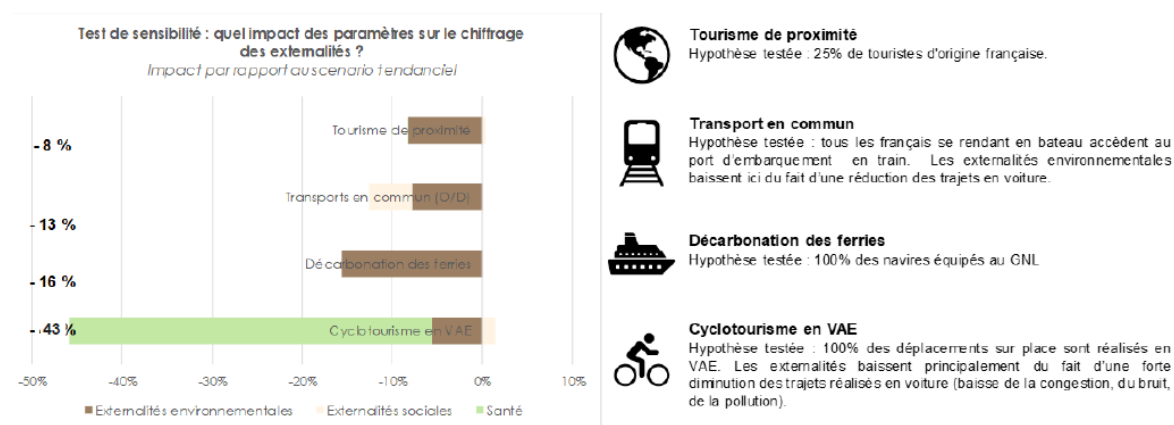 Test de sensibilité : quel impact des paramètres sur le chiffrage
des externalités ?
Impact par rapport au scenario tendanciel
-50%
-40%
-30%
-20%
-10%
0%
10%
Tourisme de proximité
- 8 %
Transports en commun (O/D)
- 13 %
Décarbonation des ferries
- 16 %
Cyclotourisme en VAE
- 43 %
-50%
-40%
-30%
-20%
-10%
0%
10%
Externalités environnementales
Externalités sociales
Santé
Tourisme de proximité
Hypothèse testée : 25% de touristes d'origine française.
Transport en commun
Hypothèse testée : tous les français se rendant en bateau accèdent au
port d'embarquement en train. Les externalités environnementales
baissent ici du fait d'une réduction des trajets en voiture.
Décarbonation des ferries
Hypothèse testée : 100% des navires équipés au GNL
Cyclotourisme en VAE
Hypothèse testée : 100% des déplacements sur place sont réalisés en
VAE. Les externalités baissent principalement du fait d'une forte
diminution des trajets réalisés en voiture (baisse de la congestion, du bruit,
de la pollution).